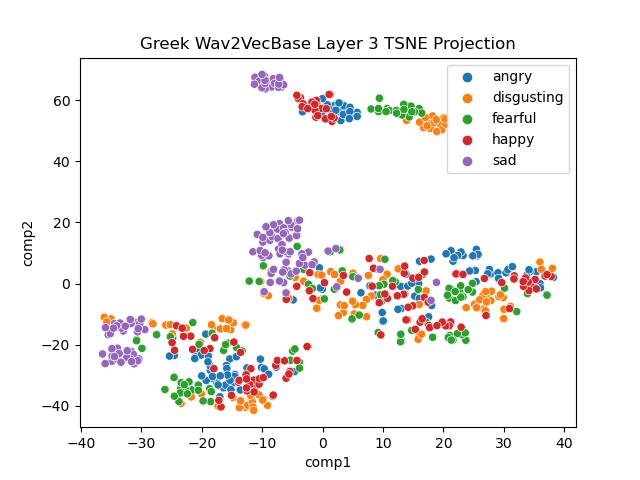 Greek Wav2VecBase Layer 3 TSNE Projection
angry
disgusting
fearful
happy
sad
comp2
60
40
20
0
−20
−40
−40 −30 −20 −10 0 10 20 30 40
comp1